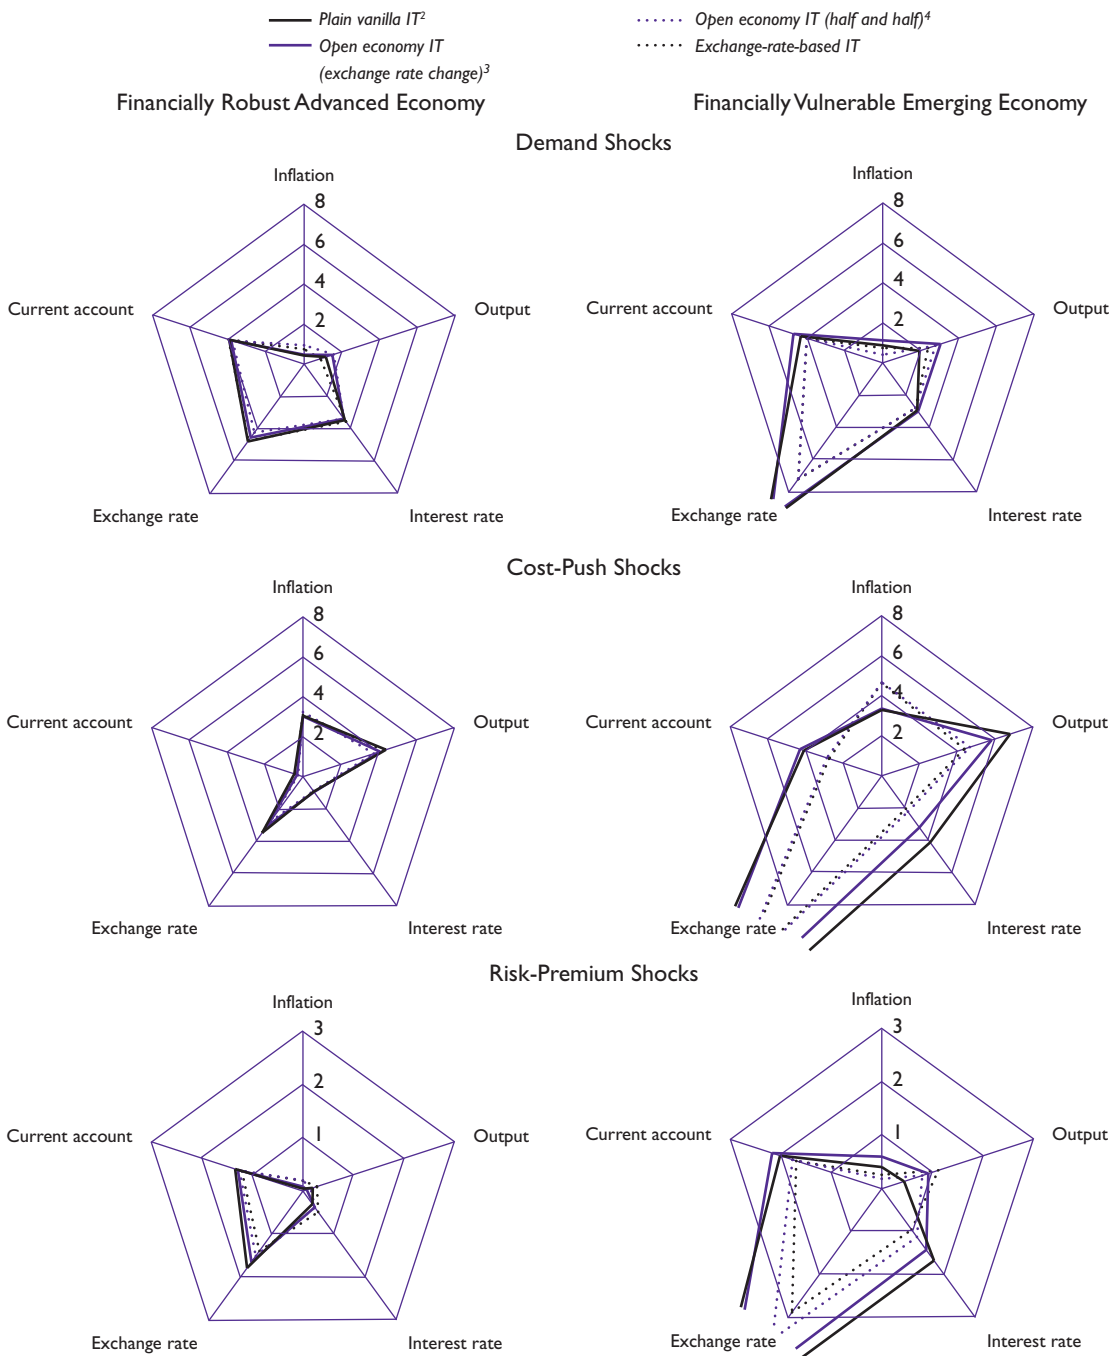 Plain vanilla IT²
Open economy IT
(exchange rate change)³
Open economy IT (half and half)⁴
Exchange-rate-based IT
Financially Robust Advanced Economy
Financially Vulnerable Emerging Economy
Demand Shocks
Inflation
8
6
4
2
Current account
Output
Exchange rate
Interest rate
Inflation
8
6
4
2
Current account
Output
Exchange rate
Interest rate
Cost-Push Shocks
Inflation
8
6
4
2
Current account
Output
Exchange rate
Interest rate
Inflation
8
6
4
2
Current account
Output
Exchange rate
Interest rate
Risk-Premium Shocks
Inflation
3
2
1
Current account
Output
Exchange rate
Interest rate
Inflation
3
2
1
Current account
Output
Exchange rate
Interest rate